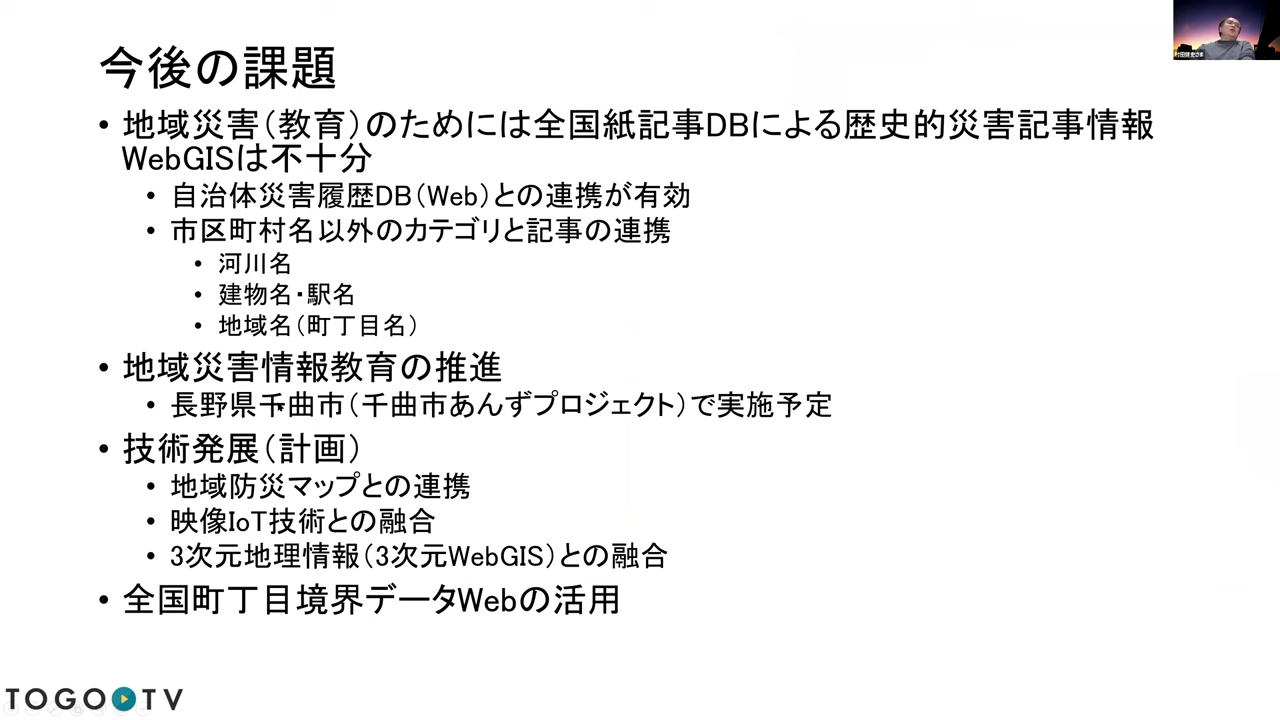 今後の課題
• 地域災害（教育）のためには全国紙記事DBによる歴史的災害記事情報
WebGISは不十分
• 自治体災害履歴DB（Web）との連携が有効
• 市区町村名以外のカテゴリと記事の連携
• 河川名
• 建物名・駅名
• 地域名（町丁目名）
• 地域災害情報教育の推進
• 長野県千曲市（千曲市あんずプロジェクト）で実施予定
• 技術発展（計画）
• 地域防災マップとの連携
• 映像IoT技術との融合
• 3次元地理情報（3次元WebGIS）との融合
• 全国町丁目境界データWebの活用
TOGO TV